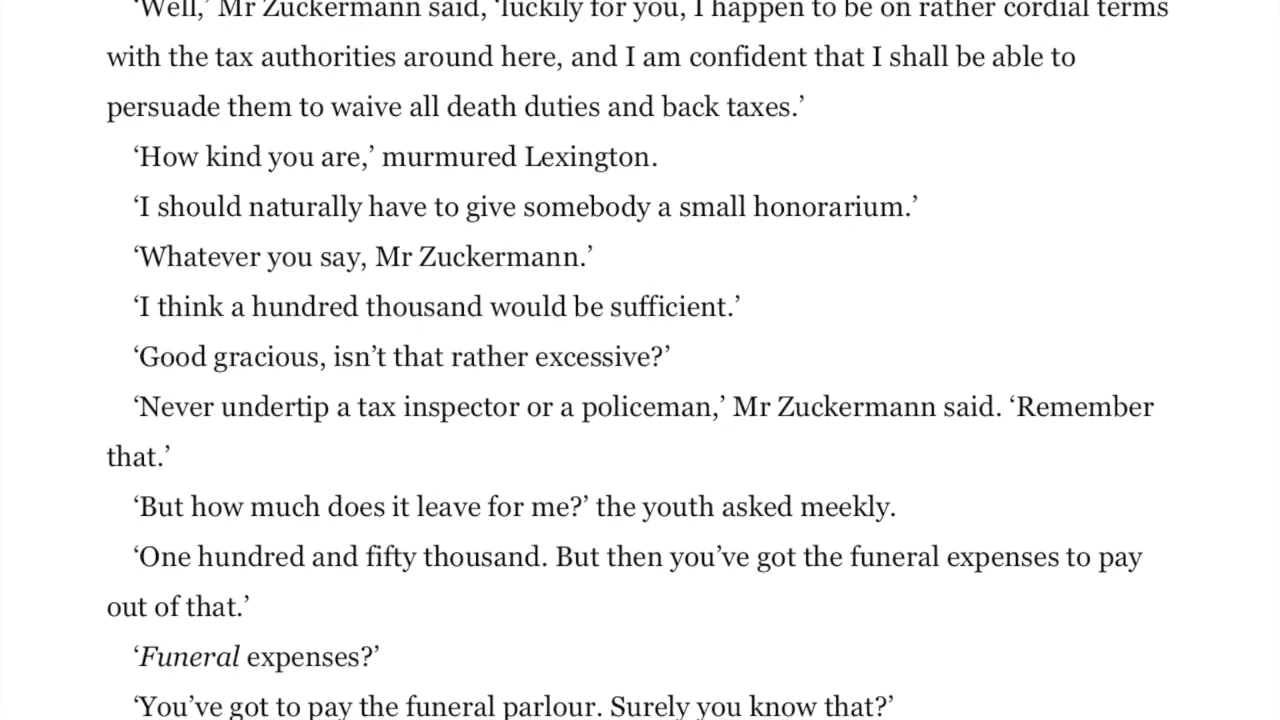 ‘Well,’ Mr Zuckermann said, ‘luckily for you, I happen to be on rather cordial terms
with the tax authorities around here, and I am confident that I shall be able to
persuade them to waive all death duties and back taxes.’
‘How kind you are,’ murmured Lexington.
‘I should naturally have to give somebody a small honorarium.’
‘Whatever you say, Mr Zuckermann.’
‘I think a hundred thousand would be sufficient.’
‘Good gracious, isn’t that rather excessive?’
‘Never undertip a tax inspector or a policeman,’ Mr Zuckermann said. ‘Remember
that.’
‘But how much does it leave for me?’ the youth asked meekly.
‘One hundred and fifty thousand. But then you’ve got the funeral expenses to pay
out of that.’
‘Funeral expenses?’
‘You’ve got to pay the funeral parlour. Surely you know that?’